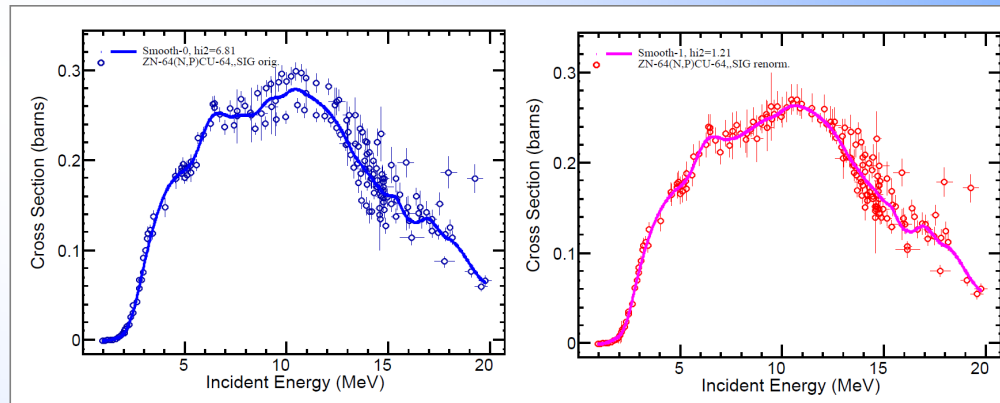 Smooth-0, hi2=6.81
ZN-64(N,P)CU-64,,SIG orig.
0.3
0.2
0.1
0
Cross Section (barns)
5
10
15
20
Incident Energy (MeV)
Smooth-1, hi2=1.21
ZN-64(N,P)CU-64,,SIG renorm.
0.3
0.2
0.1
0
Cross Section (barns)
5
10
15
20
Incident Energy (MeV)